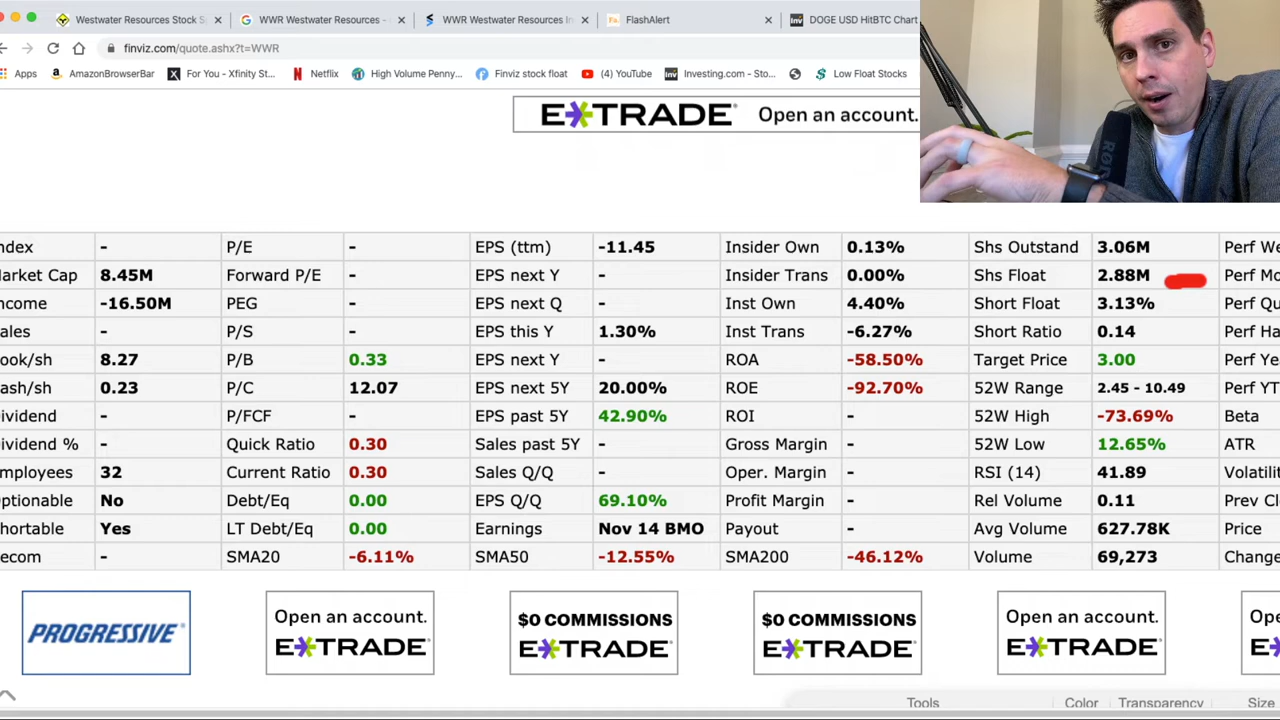 Westwater Resources Stock S
WWR Westwater Resources -
WWR Westwater Resources In
FlashAlert
DOGE USD HitBTC Chart
finviz.com/quote.ashx?t=WWR
Apps AmazonBrowserBar For You - Xfinity St... Netflix High Volume Penny... Finviz stock float (4) YouTube Investing.com - Sto... Low Float Stocks
E*TRADE Open an account.
RØD
ndex - P/E - EPS (ttm) -11.45 Insider Own 0.13% Shs Outstand 3.06M Perf We
arket Cap 8.45M Forward P/E - EPS next Y - Insider Trans 0.00% Shs Float 2.88M Perf Mo
ncome -16.50M PEG - EPS next Q - Inst Own 4.40% Short Float 3.13% Perf Qu
ales - P/S - EPS this Y 1.30% Inst Trans -6.27% Short Ratio 0.14 Perf Ha
ook/sh 8.27 P/B 0.33 EPS next Y - ROA -58.50% Target Price 3.00 Perf Ye
ash/sh 0.23 P/C 12.07 EPS next 5Y 20.00% ROE -92.70% 52W Range 2.45 - 10.49 Perf YT
ividend - P/FCF - EPS past 5Y 42.90% ROI - 52W High -73.69% Beta
ividend % - Quick Ratio 0.30 Sales past 5Y - Gross Margin - 52W Low 12.65% ATR
mployees 32 Current Ratio 0.30 Sales Q/Q - Oper. Margin - RSI (14) 41.89 Volatili
ptionable No Debt/Eq 0.00 EPS Q/Q 69.10% Profit Margin - Rel Volume 0.11 Prev Cl
hortable Yes LT Debt/Eq 0.00 Earnings Nov 14 BMO Payout - Avg Volume 627.78K Price
ecom - SMA20 -6.11% SMA50 -12.55% SMA200 -46.12% Volume 69,273 Change
PROGRESSIVE
Open an account.
E*TRADE
$0 COMMISSIONS
E*TRADE
$0 COMMISSIONS
E*TRADE
Open an account.
E*TRADE
Ope
E
Tools Color Transparency Size